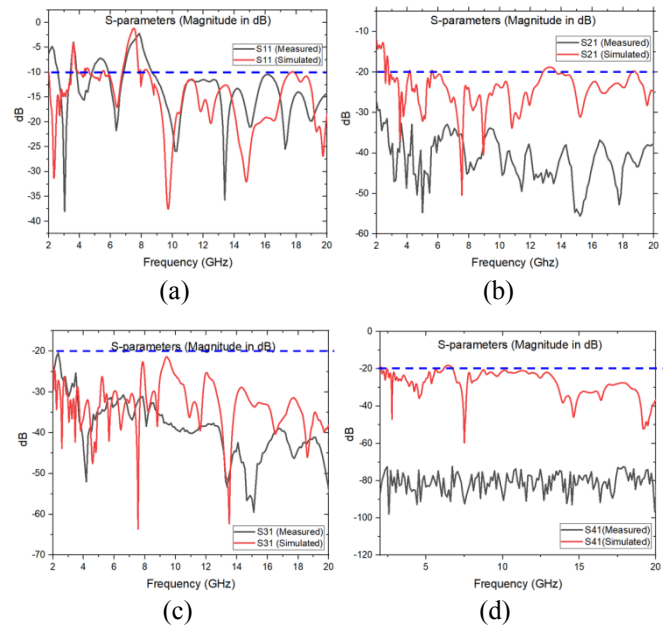 S-parameters (Magnitude in dB)
S11 (Measured)
S11 (Simulated)
dB
5
0
-5
-10
-15
-20
-25
-30
-35
-40
2 4 6 8 10 12 14 16 18 20
Frequency (GHz)
(a)
S-parameters (Magnitude in dB)
S21 (Measured)
S21 (Simulated)
dB
-10
-20
-30
-40
-50
-60
2 4 6 8 10 12 14 16 18 20
Frequency (GHz)
(b)
S-parameters (Magnitude in dB)
dB
-20
-30
-40
-50
-60
-70
S31 (Measured)
S31 (Simulated)
2 4 6 8 10 12 14 16 18 20
Frequency (GHz)
(c)
S-parameters (Magnitude in dB)
dB
0
-20
-40
-60
-80
-100
-120
S41(Measured)
S41(Simulated)
5 10 15 20
Frequency (GHz)
(d)